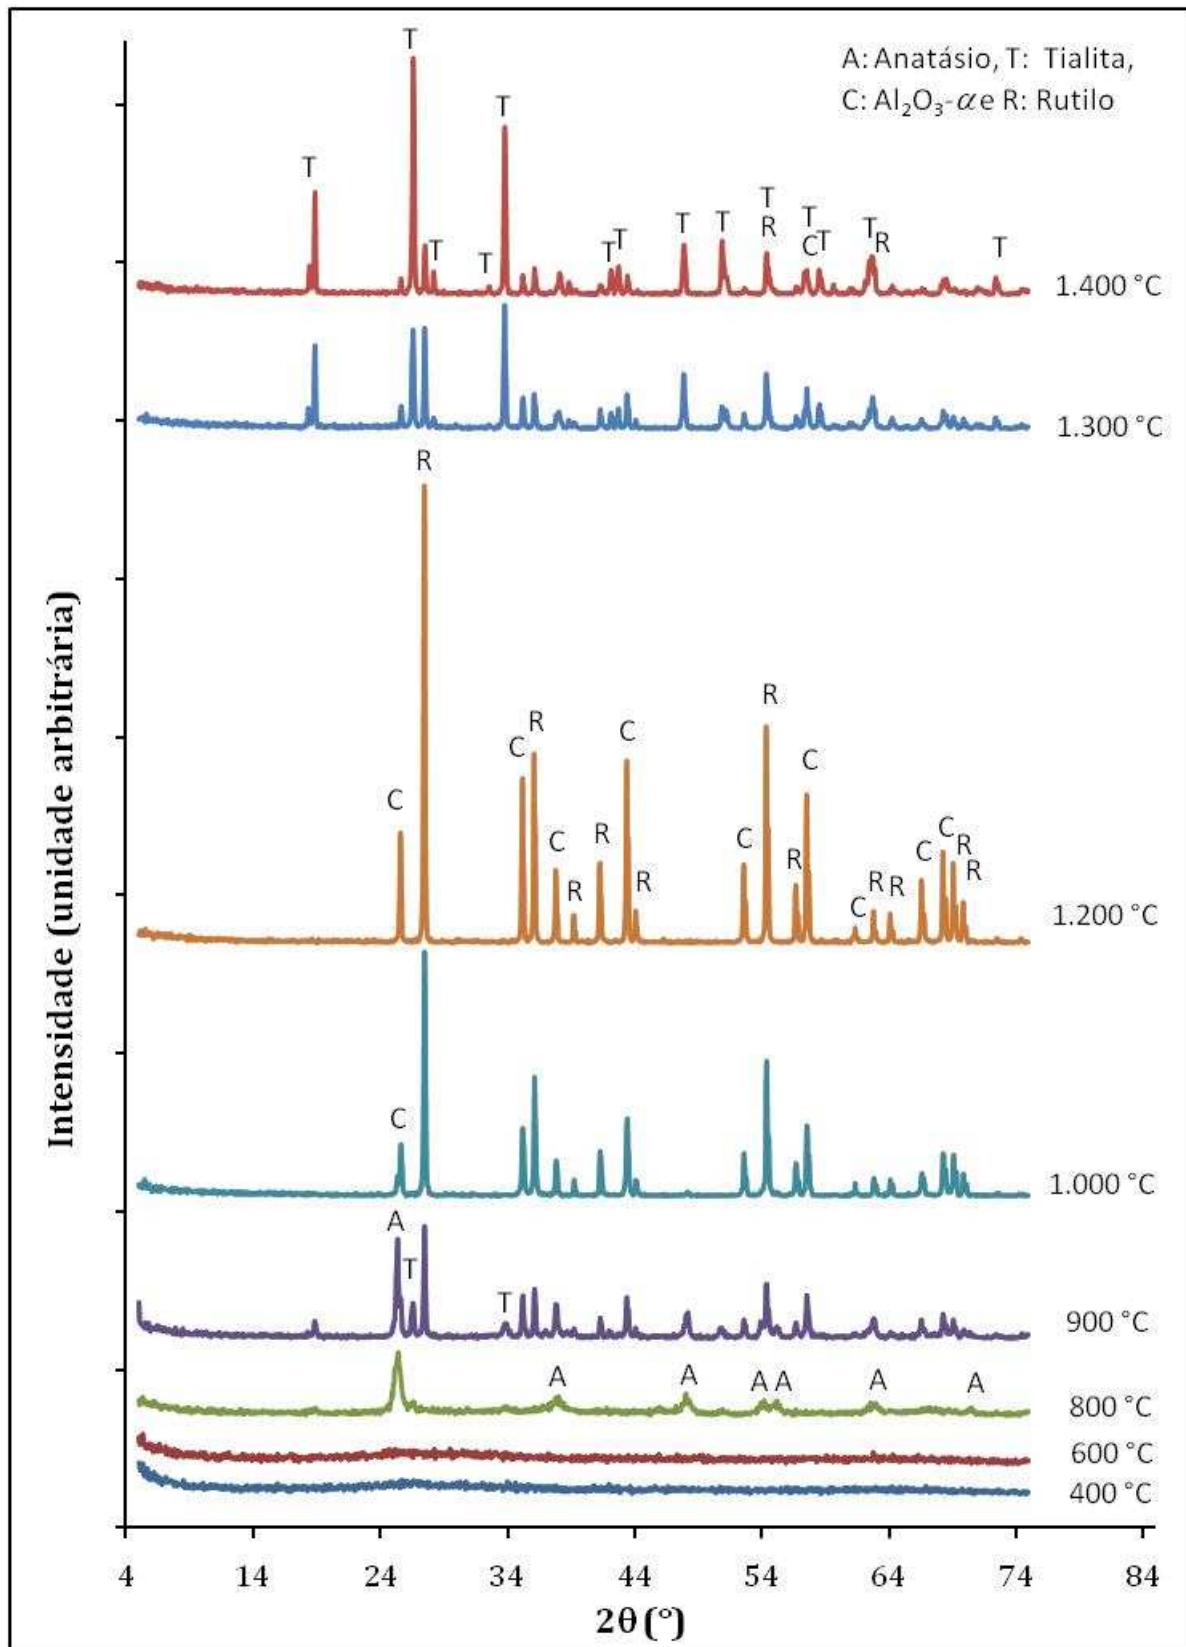 A: Anatásio, T: Tialita,
C: Al₂O₃-α e R: Rutilo
T
T
T
T
T
T
T T
T
T
T
R
T
C
T
T
R
T
1.400 °C
1.300 °C
R
C
C
R
C
R
R
C
R
C
R
R
C
C
R
R
C
C
R
R
1.200 °C
C
1.000 °C
A
T
T
900 °C
A
A
A A
A
A
800 °C
600 °C
400 °C
Intensidade (unidade arbitrária)
4 14 24 34 44 54 64 74 84
2θ (°)